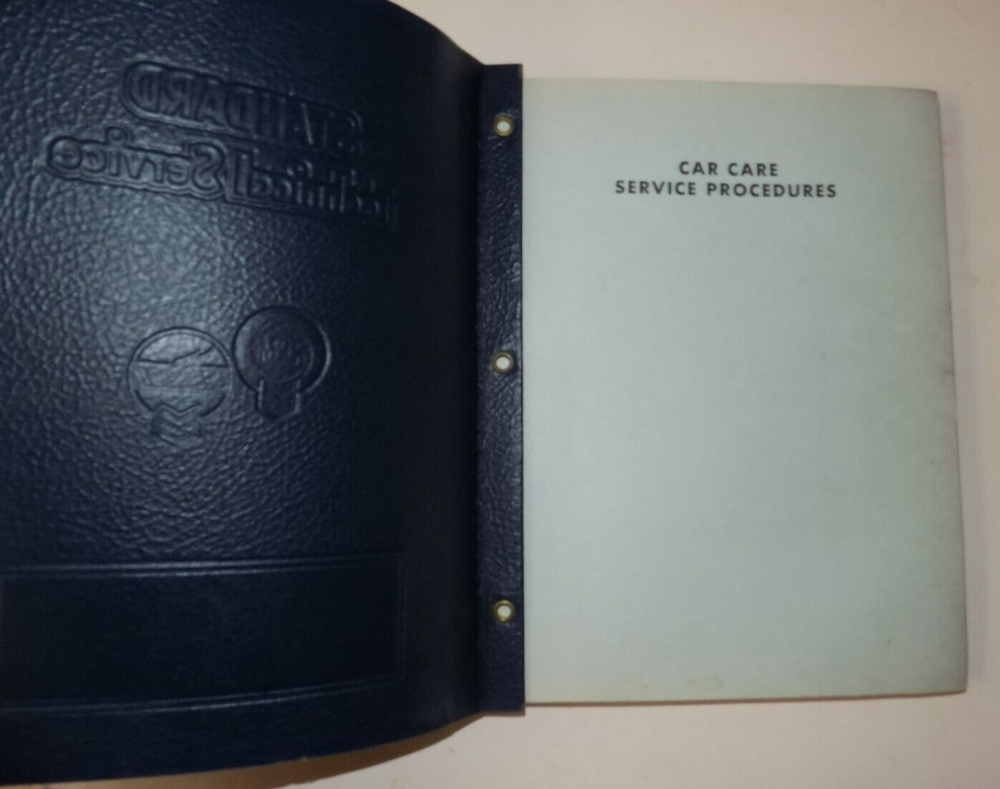 STANDARD
Technical Service
CAR CARE
SERVICE PROCEDURES